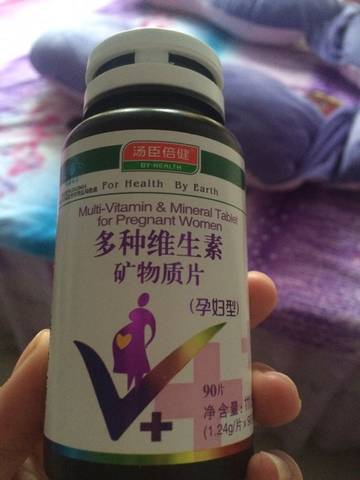 汤臣倍健
BY-HEALTH
For Health By Earth
Multi-Vitamin & Mineral Tablet
for Pregnant Women
多种维生素
矿物质片
(孕妇型)
90片
净含量:
(1.24g/片 x